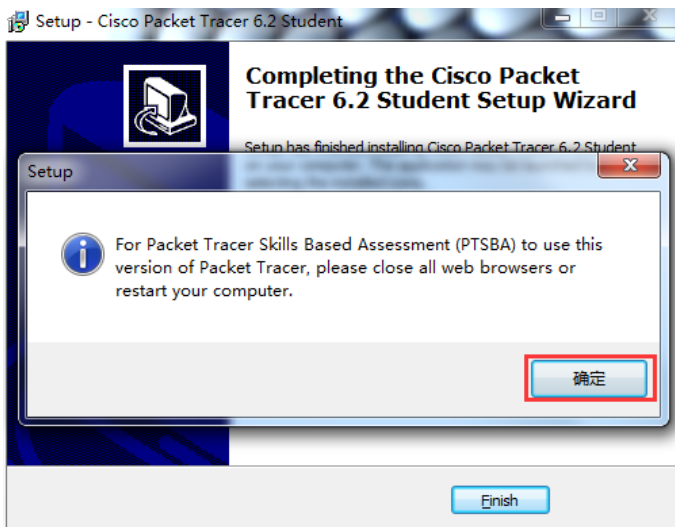 Setup - Cisco Packet Tracer 6.2 Student
Completing the Cisco Packet
Tracer 6.2 Student Setup Wizard
Setup has finished installing Cisco Packet Tracer 6.2 Student
Setup
For Packet Tracer Skills Based Assessment (PTSBA) to use this
version of Packet Tracer, please close all web browsers or
restart your computer.
确定
Finish